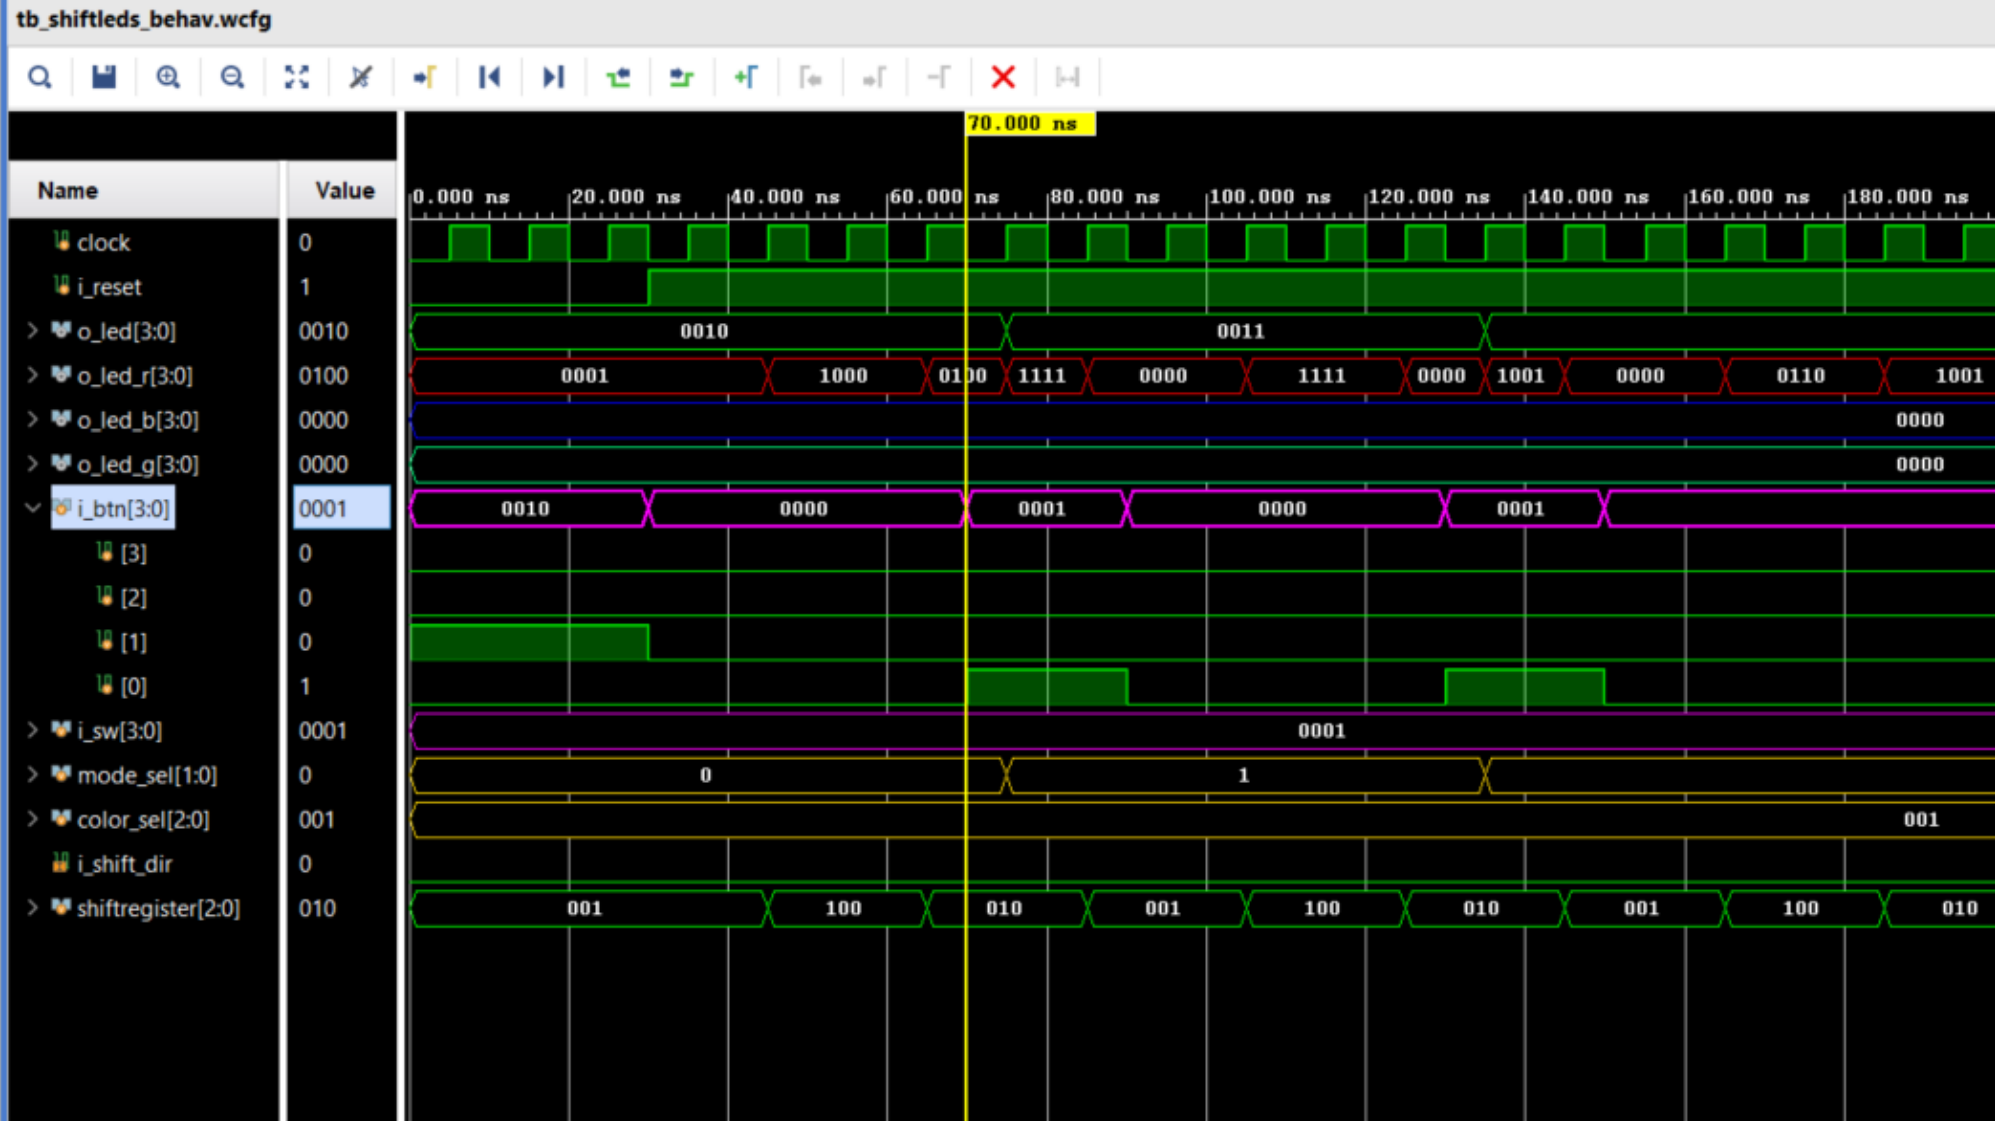 tb_shiftleds_behav.wcfg
70.000 ns
Name Value 0.000 ns 20.000 ns 40.000 ns 60.000 ns 80.000 ns 100.000 ns 120.000 ns 140.000 ns 160.000 ns 180.000 ns
clock 0
i_reset 1
o_led[3:0] 0010 0010 0011
o_led_r[3:0] 0100 0001 1000 0100 1111 0000 1111 0000 1001 0000 0110 1001
o_led_b[3:0] 0000 0000
o_led_g[3:0] 0000 0000
i_btn[3:0] 0001 0010 0000 0001 0000 0001
[3] 0
[2] 0
[1] 0
[0] 1
i_sw[3:0] 0001 0001
mode_sel[1:0] 0 0 1
color_sel[2:0] 001 001
i_shift_dir 0
shiftregister[2:0] 010 001 100 010 001 100 010 001 100 010